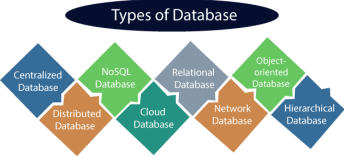 Types of Database
Centralized
Database
Distributed
Database
NoSQL
Database
Cloud
Database
Relational
Database
Network
Database
Object-
oriented
Database
Hierarchical
Database